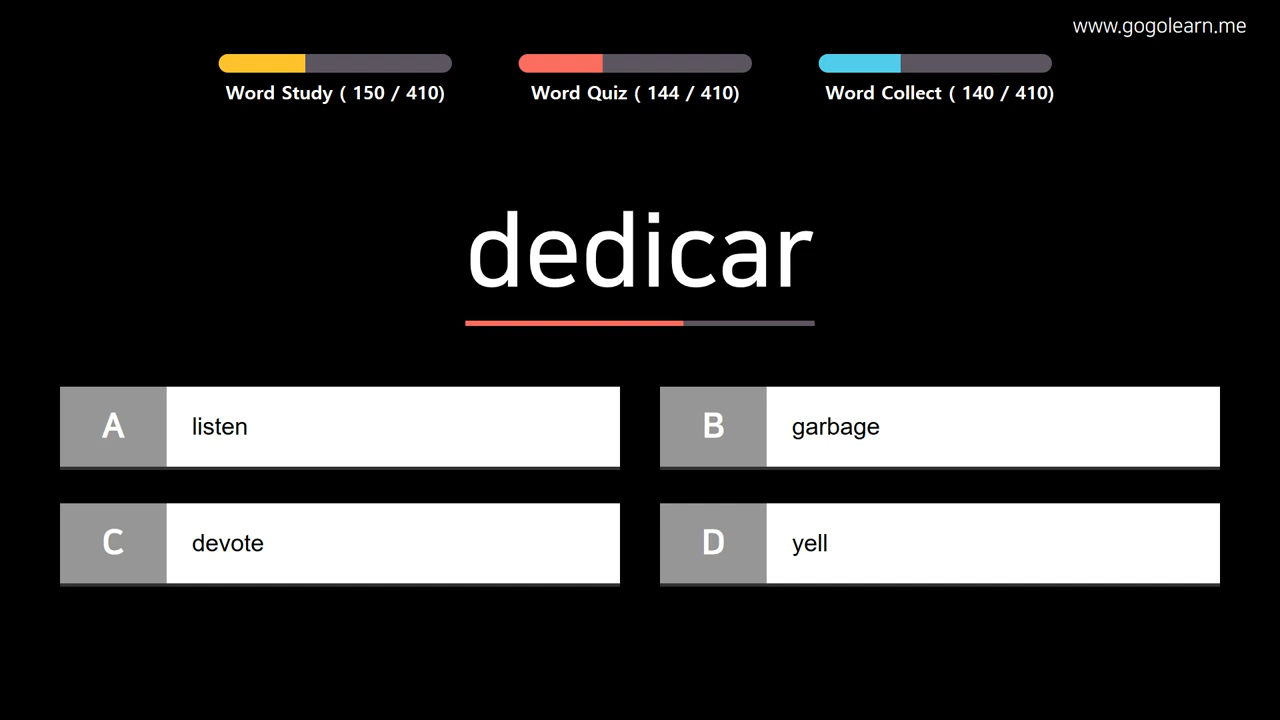 www.gogolearn.me
Word Study ( 150 / 410)
Word Quiz ( 144 / 410)
Word Collect ( 140 / 410)
dedicar
A listen
B garbage
C devote
D yell